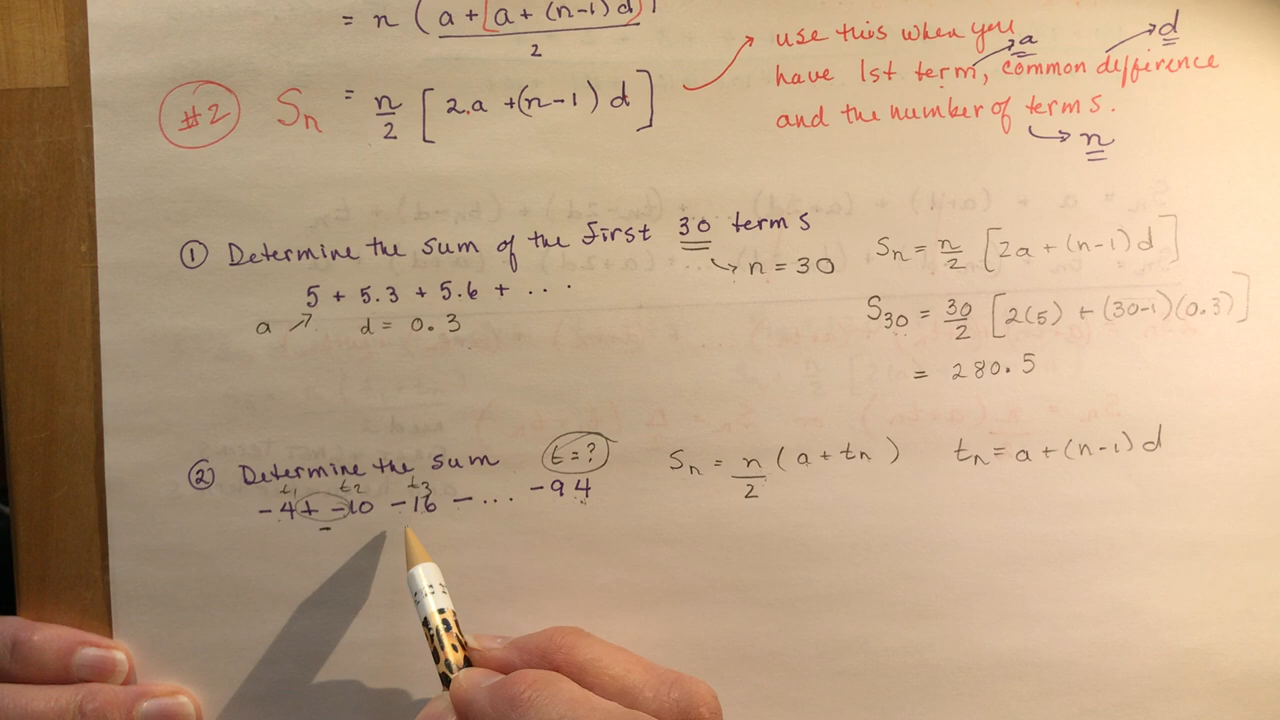 = n ( a + [a + (n-1) d) ]
2
use this when you
a
d
have 1st term, common difference
and the number of terms.
n
#2 Sn = n/2 [ 2.a + (n-1) d ]
① Determine the sum of the first 30 terms
n = 30
5 + 5.3 + 5.6 + ...
a d = 0.3
Sn = n/2 [2a + (n-1) d ]
S30 = 30/2 [2(5) + (30-1)(0.3)]
= 280.5
② Determine the sum t = ?
t1 t2 t3
-4 + -10 -16 - ... -94
Sn = n/2 ( a + tn ) tn = a + (n-1) d